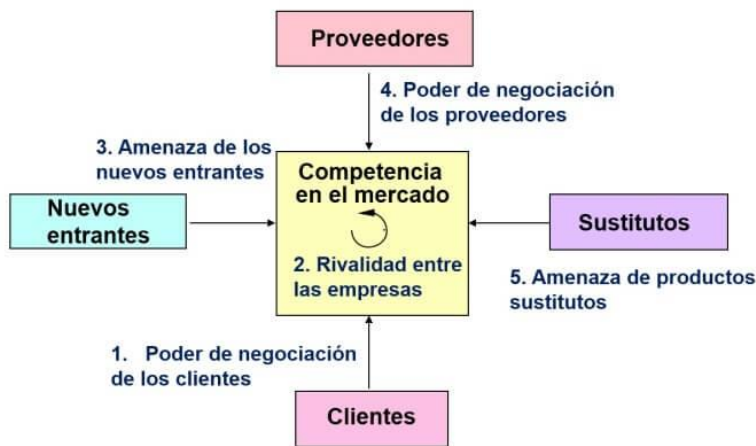 Proveedores
4. Poder de negociación
de los proveedores
3. Amenaza de los
nuevos entrantes
Competencia
en el mercado
Nuevos
entrantes
Sustitutos
2. Rivalidad entre
las empresas
5. Amenaza de productos
sustitutos
1. Poder de negociación
de los clientes
Clientes